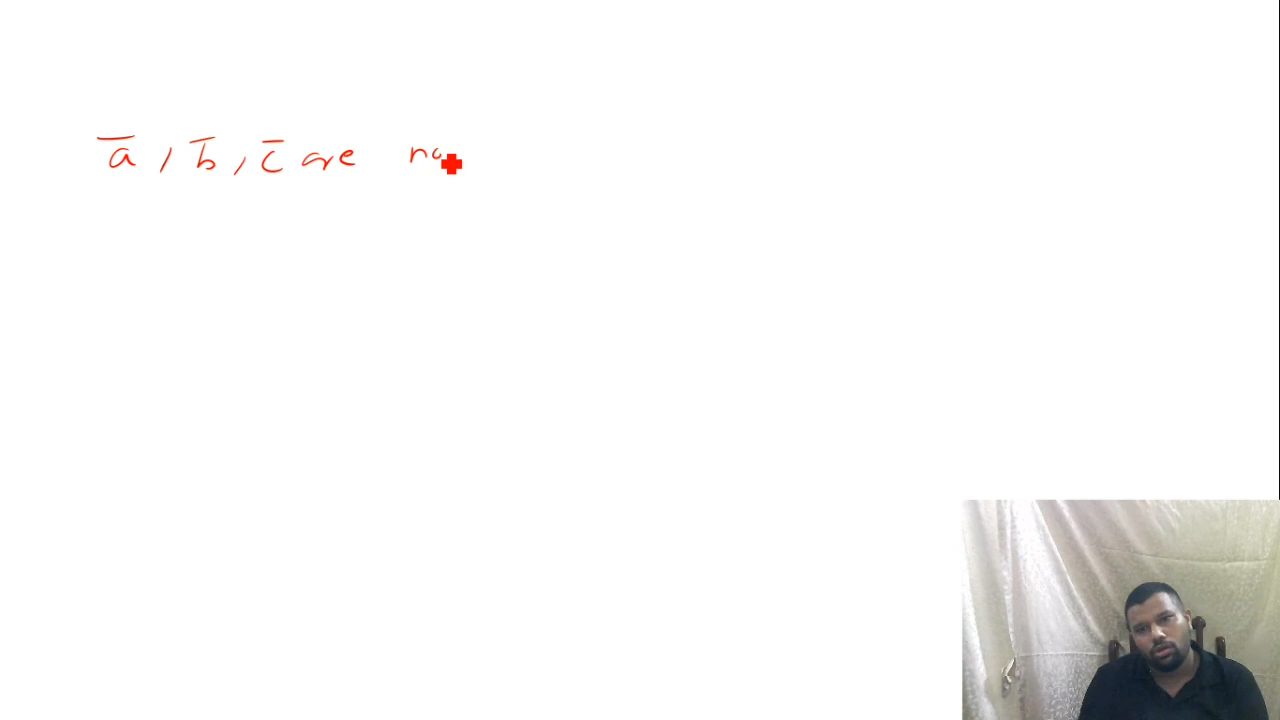 a̅ , b̅ , c̅ are